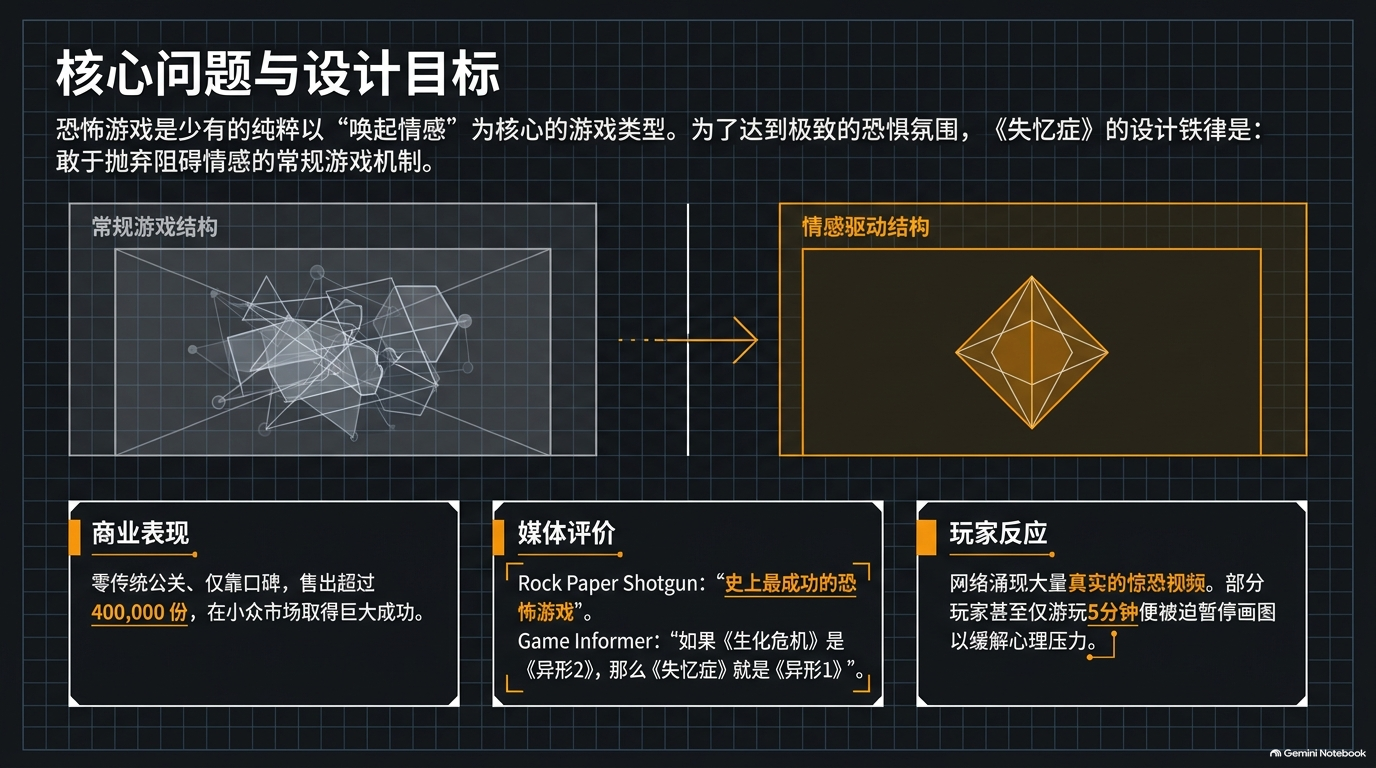 核心问题与设计目标
恐怖游戏是少有的纯粹以“唤起情感”为核心的游戏类型。为了达到极致的恐惧氛围，《失忆症》的设计铁律是：
敢于抛弃阻碍情感的常规游戏机制。
常规游戏结构
情感驱动结构
商业表现
零传统公关、仅靠口碑，售出超过
400,000 份，在小众市场取得巨大成功。
媒体评价
Rock Paper Shotgun：“史上最成功的恐
怖游戏”。
Game Informer：“如果《生化危机》是
《异形2》，那么《失忆症》就是《异形1》”。
玩家反应
网络涌现大量真实的惊恐视频。部分
玩家甚至仅游玩5分钟便被迫暂停画图
以缓解心理压力。
Gemini Notebook